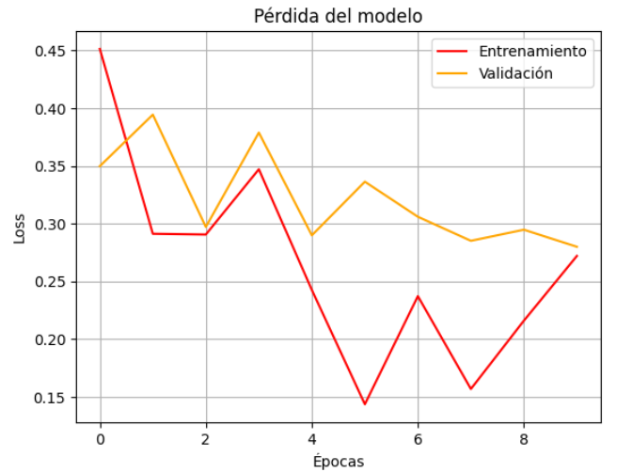 Pérdida del modelo
Entrenamiento
Validación
0.45
0.40
0.35
0.30
0.25
0.20
0.15
Loss
0 2 4 6 8
Épocas